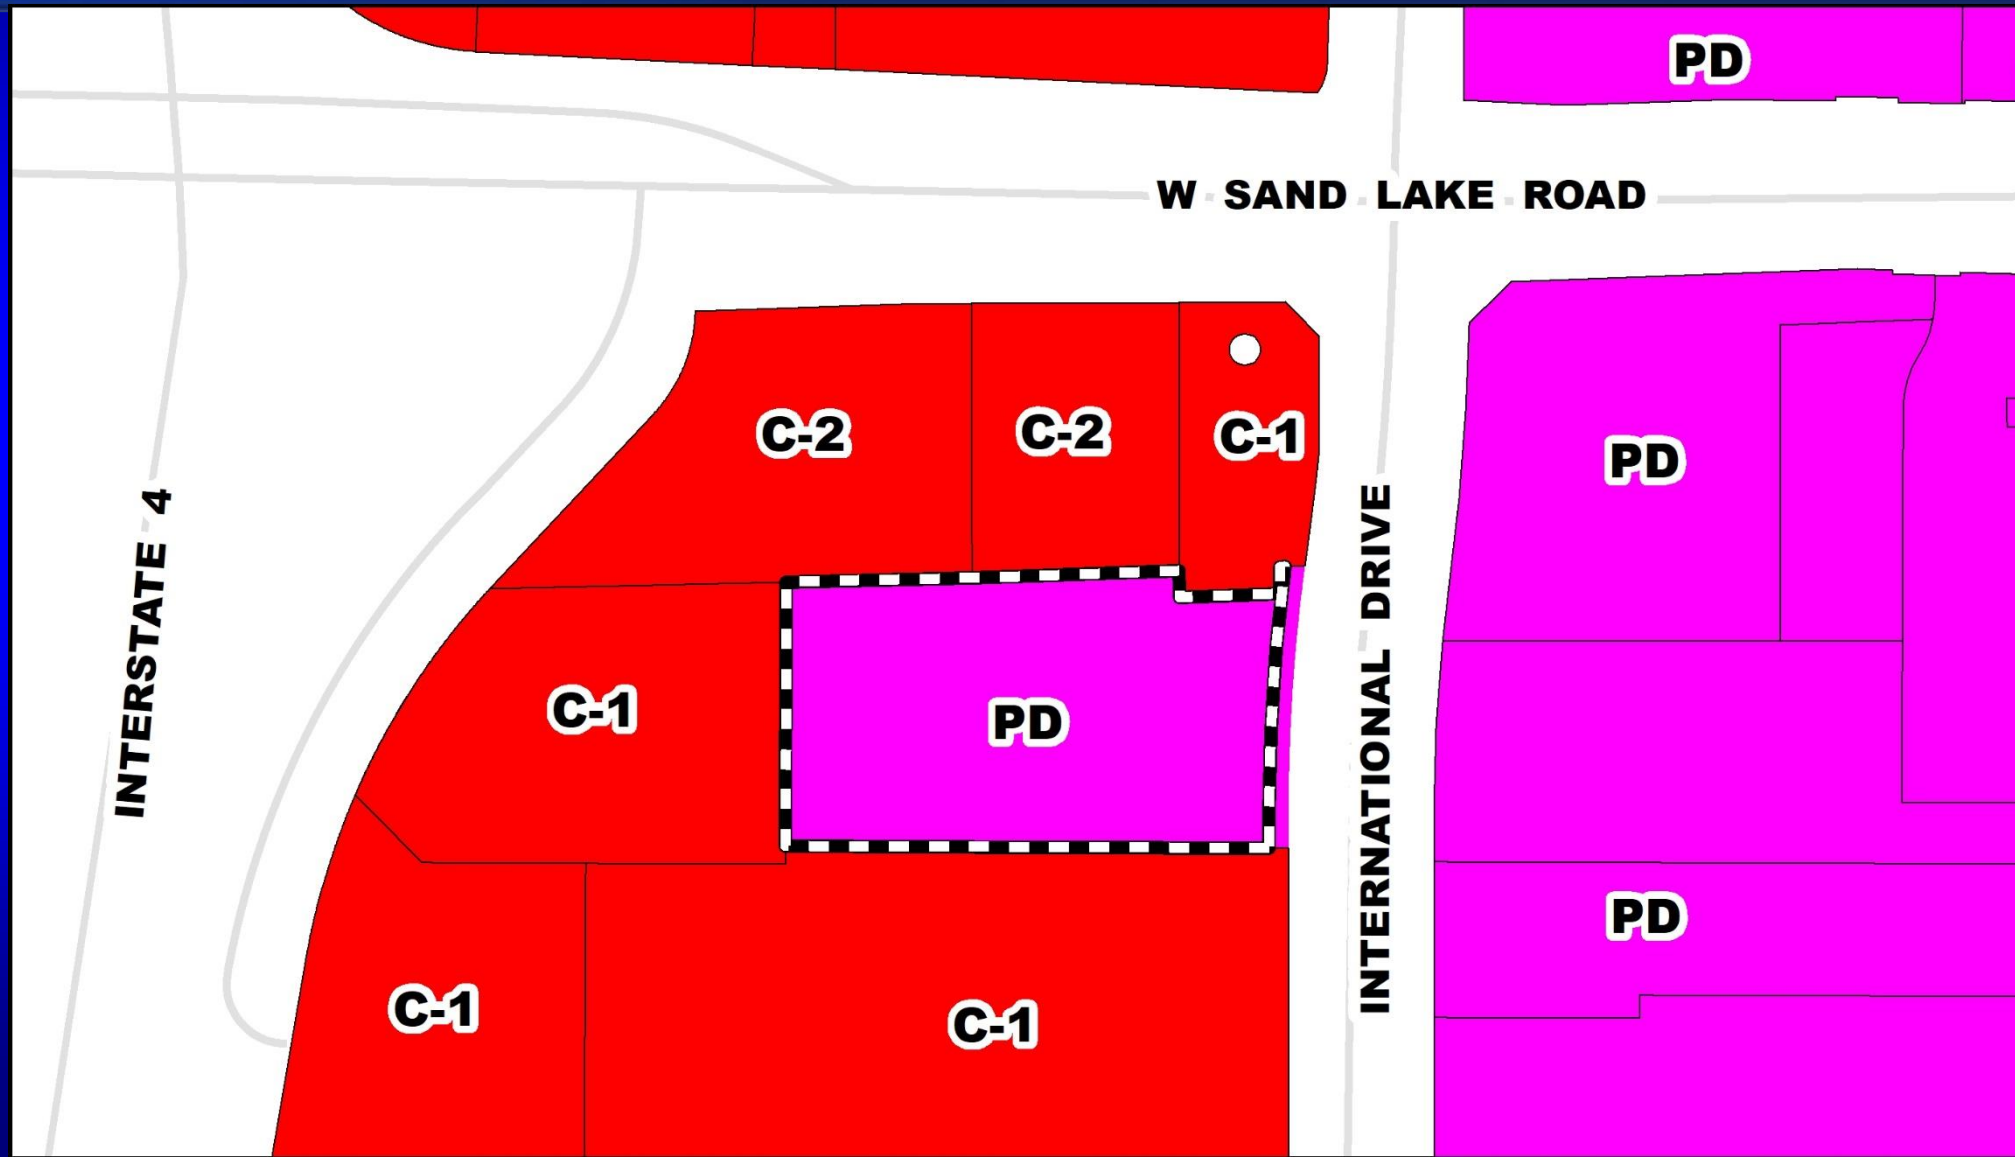 PD
W SAND LAKE ROAD
C-2
C-2
C-1
PD
INTERSTATE 4
INTERNATIONAL DRIVE
C-1
PD
PD
C-1
C-1